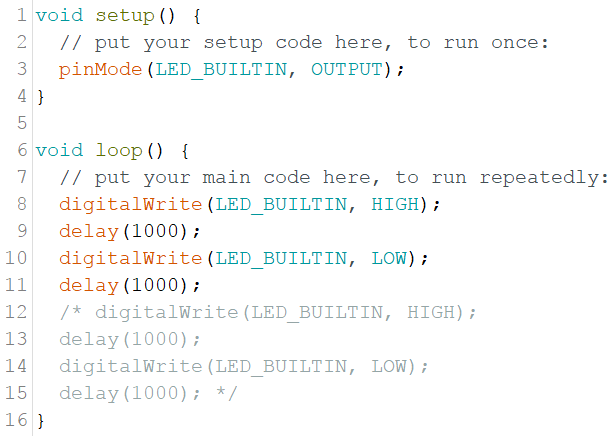 1 void setup() {
2   // put your setup code here, to run once:
3   pinMode(LED_BUILTIN, OUTPUT);
4 }
5
6 void loop() {
7   // put your main code here, to run repeatedly:
8   digitalWrite(LED_BUILTIN, HIGH);
9   delay(1000);
10   digitalWrite(LED_BUILTIN, LOW);
11   delay(1000);
12   /* digitalWrite(LED_BUILTIN, HIGH);
13   delay(1000);
14   digitalWrite(LED_BUILTIN, LOW);
15   delay(1000); */
16 }